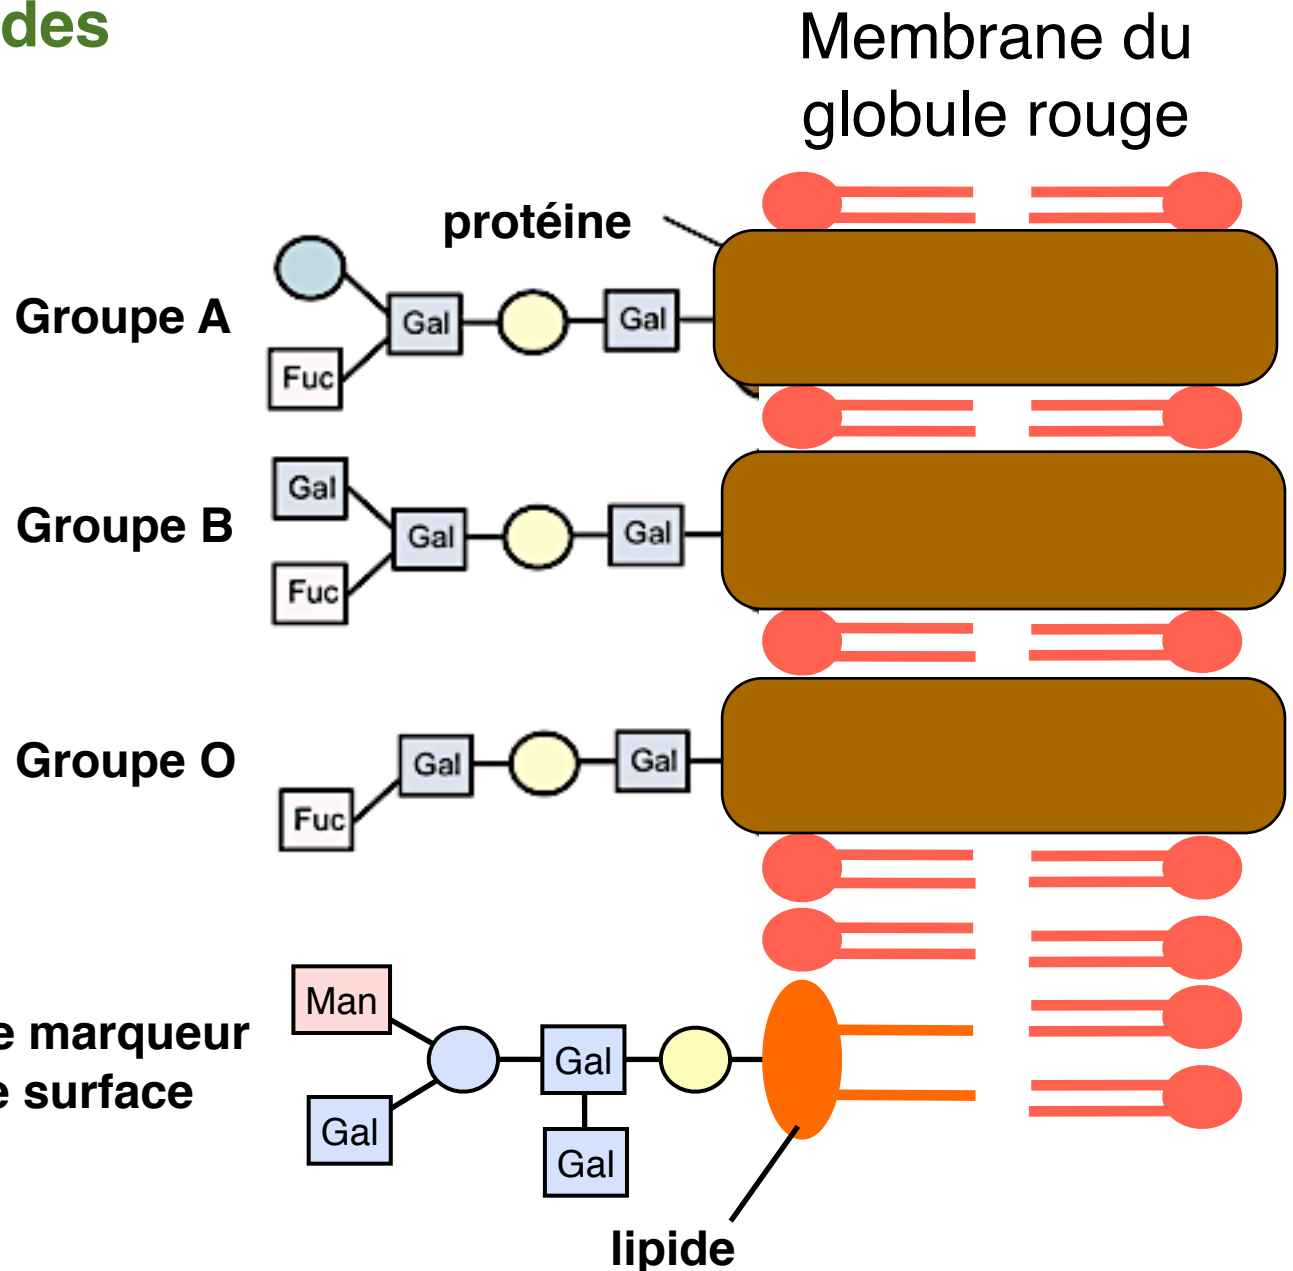 des
Membrane du
globule rouge
protéine
Groupe A
Gal
Gal
Fuc
Gal
Groupe B
Gal
Gal
Fuc
Groupe O
Gal
Gal
Fuc
Man
e marqueur
Gal
e surface
Gal
Gal
lipide